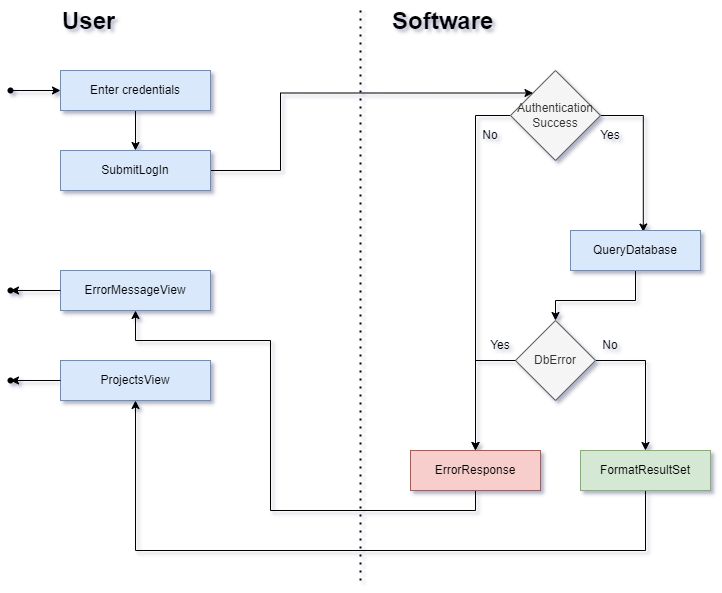 User
Software
Enter credentials
Authentication
Success
No
Yes
SubmitLogIn
QueryDatabase
ErrorMessageView
Yes
No
DbError
ProjectsView
ErrorResponse
FormatResultSet